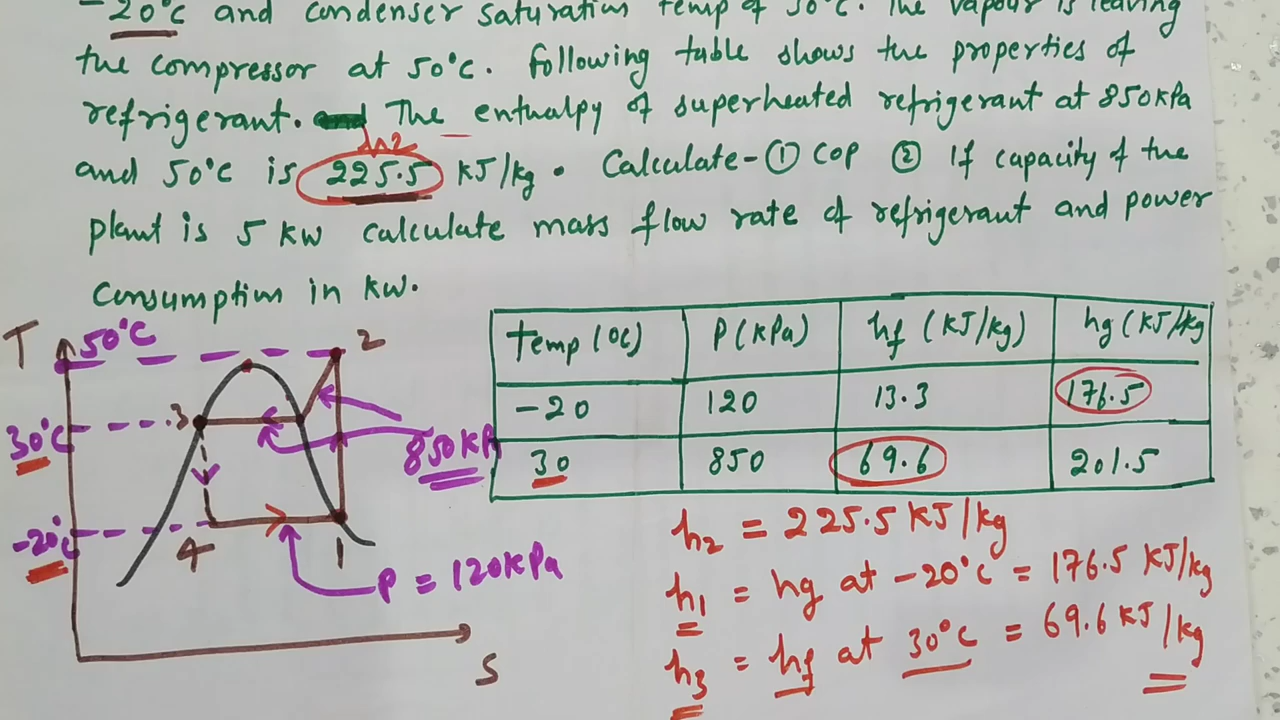 -20°C and condenser saturation temp of 30°C. The vapour is leaving
the compressor at 50°C. Following table shows the properties of
refrigerant. The enthalpy of superheated refrigerant at 850kPa
h2
and 50°C is 225.5 KJ/kg. Calculate-① COP ② If capacity of the
plant is 5 kW calculate mass flow rate of refrigerant and power
consumption in kW.
T 50°C 2
3
30°C
850kPa
-20°C
4 1
P = 120kPa
S
Temp (°C) P(kPa) hf (KJ/kg) hg (KJ/kg
-20 120 13.3 176.5
30 850 69.6 201.5
h2 = 225.5 KJ/kg
h1 = hg at -20°C = 176.5 KJ/kg
h3 = hf at 30°C = 69.6 KJ/kg